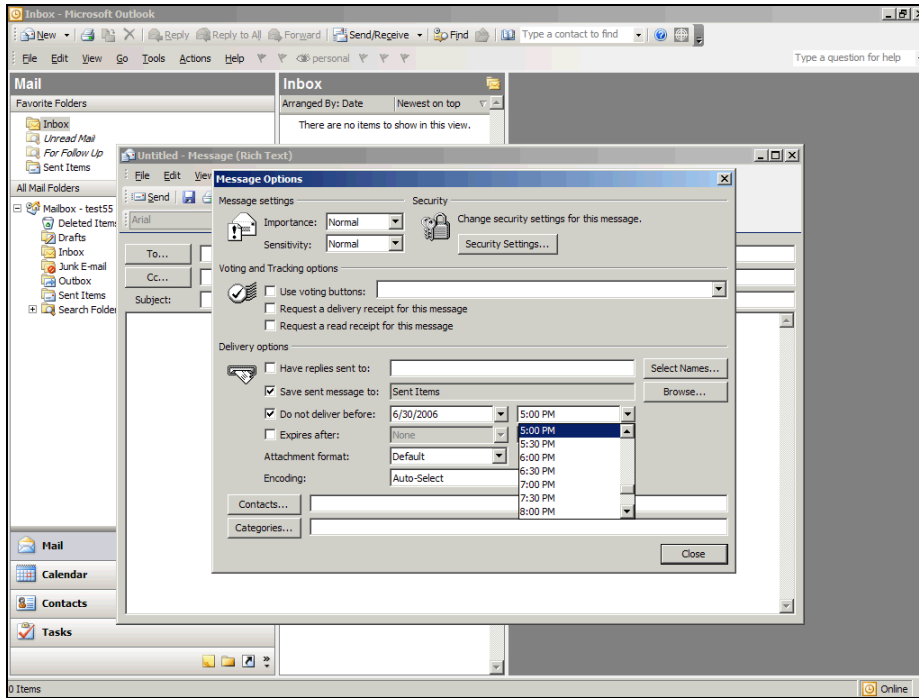 Inbox - Microsoft Outlook
New Reply Reply to All Forward Send/Receive Find Type a contact to find
File Edit View Go Tools Actions Help personal Type a question for help
Mail
Favorite Folders
Inbox
Unread Mail
For Follow Up
Sent Items
All Mail Folders
Mailbox - test55
Deleted Items
Drafts
Inbox
Junk E-mail
Outbox
Sent Items
Search Folder
Mail
Calendar
Contacts
Tasks
Inbox
Arranged By: Date Newest on top
There are no items to show in this view.
Untitled - Message (Rich Text)
File Edit View
Send
Arial
To...
Cc...
Subject:
Message Options
Message settings Security
Importance: Normal Change security settings for this message.
Sensitivity: Normal Security Settings...
Voting and Tracking options
Use voting buttons:
Request a delivery receipt for this message
Request a read receipt for this message
Delivery options
Have replies sent to: Select Names...
Save sent message to: Sent Items Browse...
Do not deliver before: 6/30/2006 5:00 PM
Expires after: None
Attachment format: Default
Encoding: Auto-Select
5:00 PM
5:30 PM
6:00 PM
6:30 PM
7:00 PM
7:30 PM
8:00 PM
Contacts...
Categories...
Close
0 Items Online